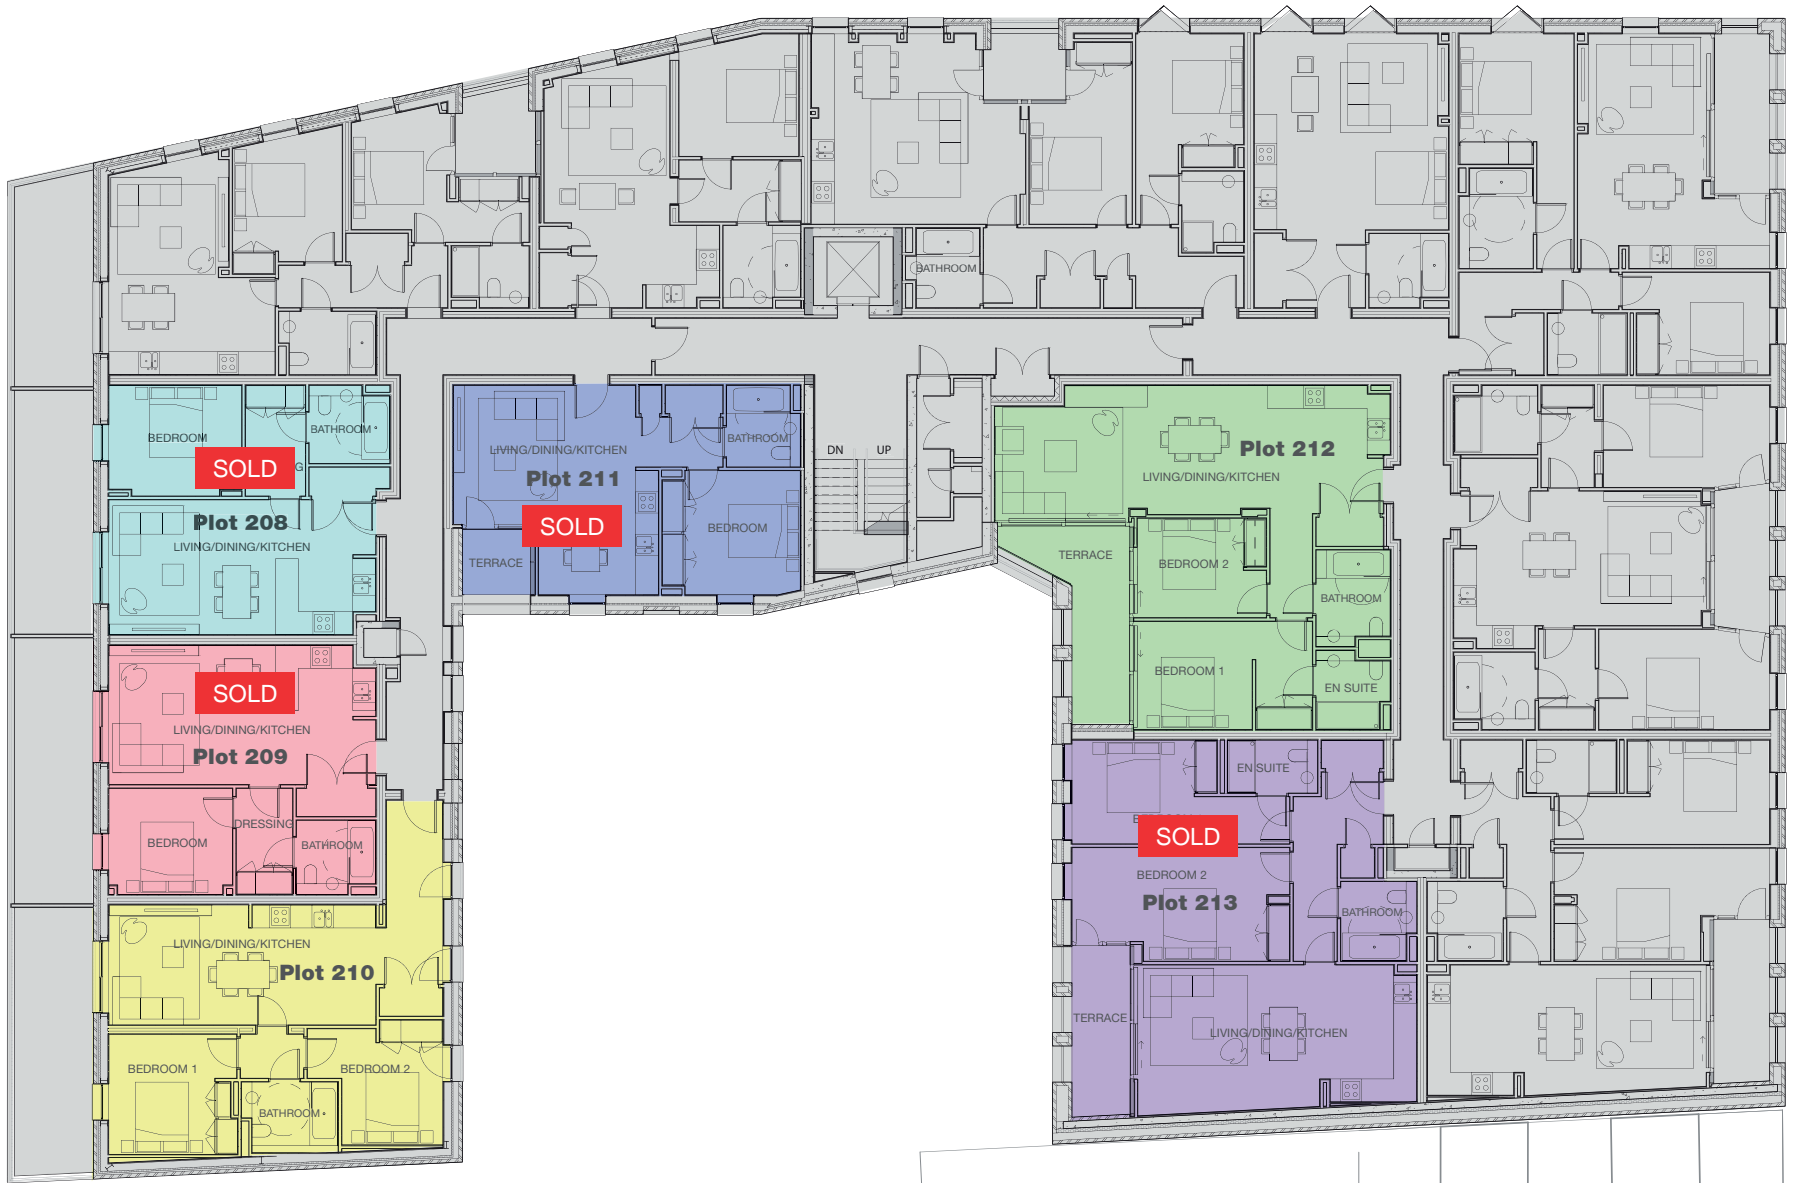 BATHROOM
BEDROOM
BATHROOM
SOLD
G
Plot 208
LIVING/DINING/KITCHEN
LIVING/DINING/KITCHEN
Plot 211
SOLD
BATHROOM
BEDROOM
TERRACE
DN
UP
Plot 212
LIVING/DINING/KITCHEN
TERRACE
BEDROOM 2
BATHROOM
BEDROOM 1
EN SUITE
SOLD
LIVING/DINING/KITCHEN
Plot 209
DRESSING
BEDROOM
BATHROOM
EN SUITE
SOLD
BEDROOM 2
Plot 213
BATHROOM
TERRACE
LIVING/DINING/KITCHEN
LIVING/DINING/KITCHEN
Plot 210
BEDROOM 1
BEDROOM 2
BATHROOM